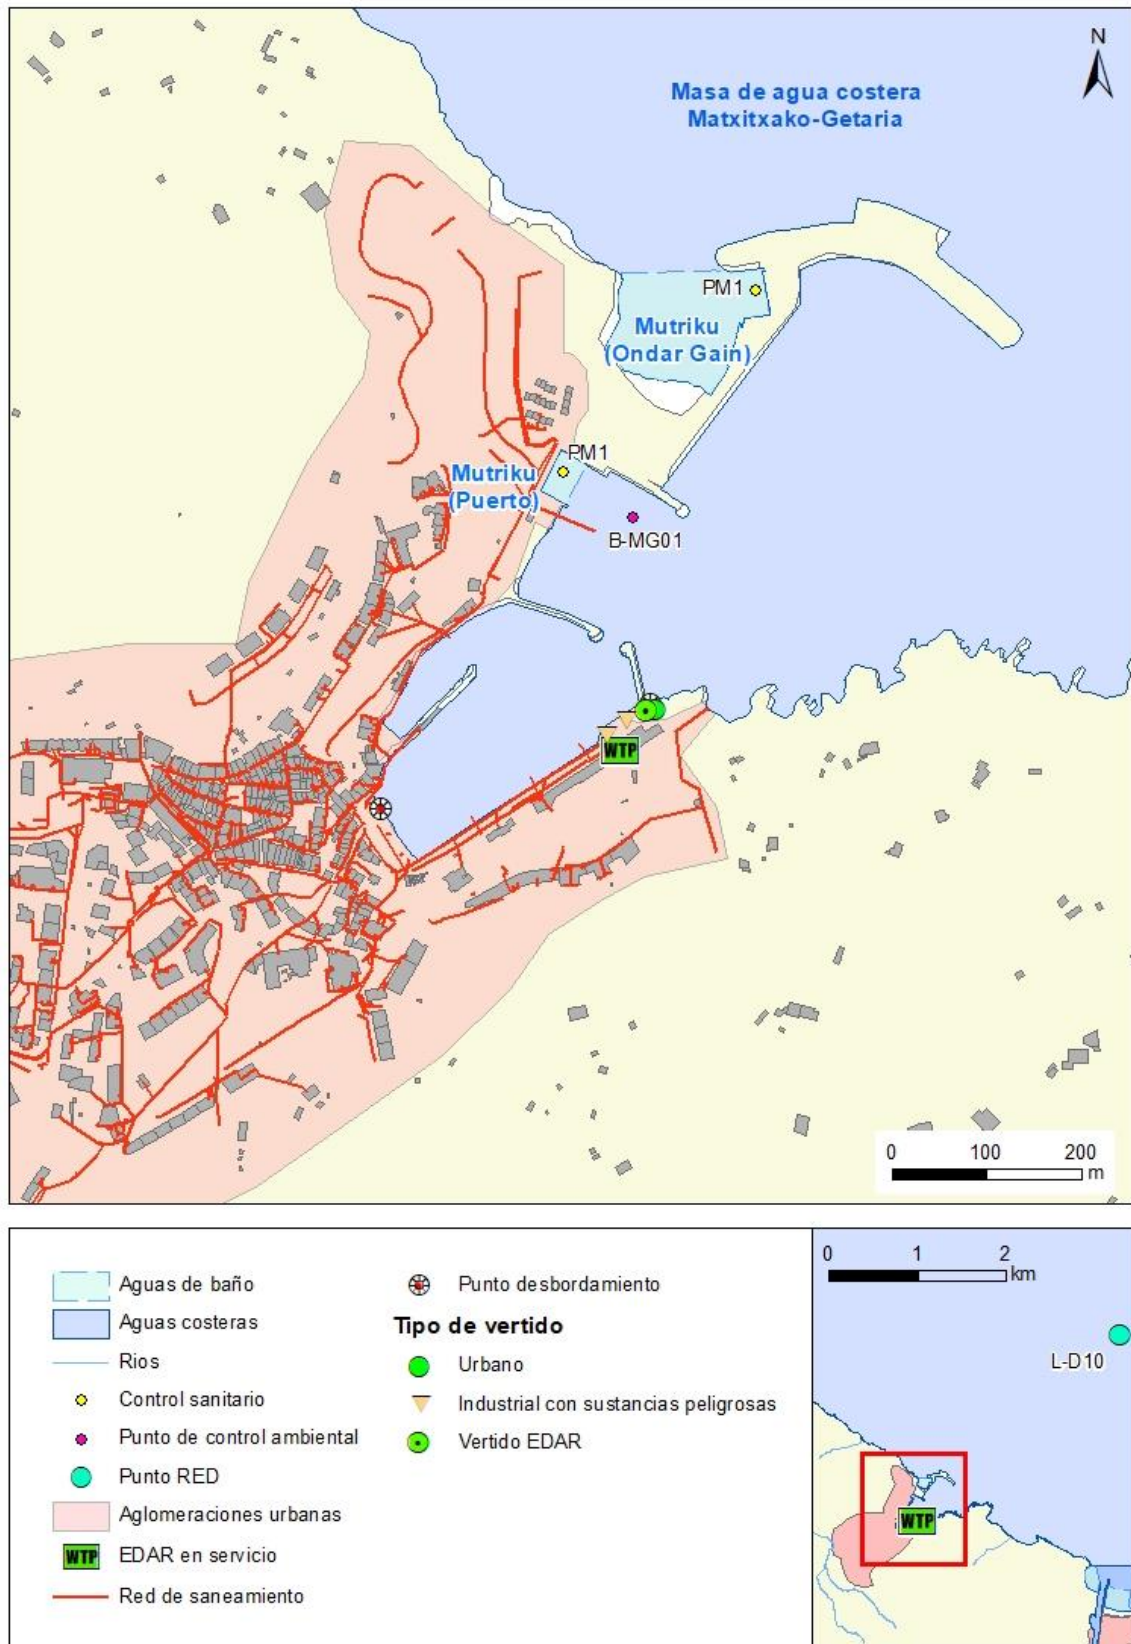 N
Masa de agua costera
Matxitxako-Getaria
PM1
Mutriku
(Ondar Gain)
PM1
Mutriku
(Puerto)
B-MG01
WTP
0 100 200
m
Aguas de baño
Aguas costeras
Rios
Control sanitario
Punto de control ambiental
Punto RED
Aglomeraciones urbanas
WTP EDAR en servicio
Red de saneamiento
Punto desbordamiento
Tipo de vertido
Urbano
Industrial con sustancias peligrosas
Vertido EDAR
0 1 2
km
L-D10
WTP